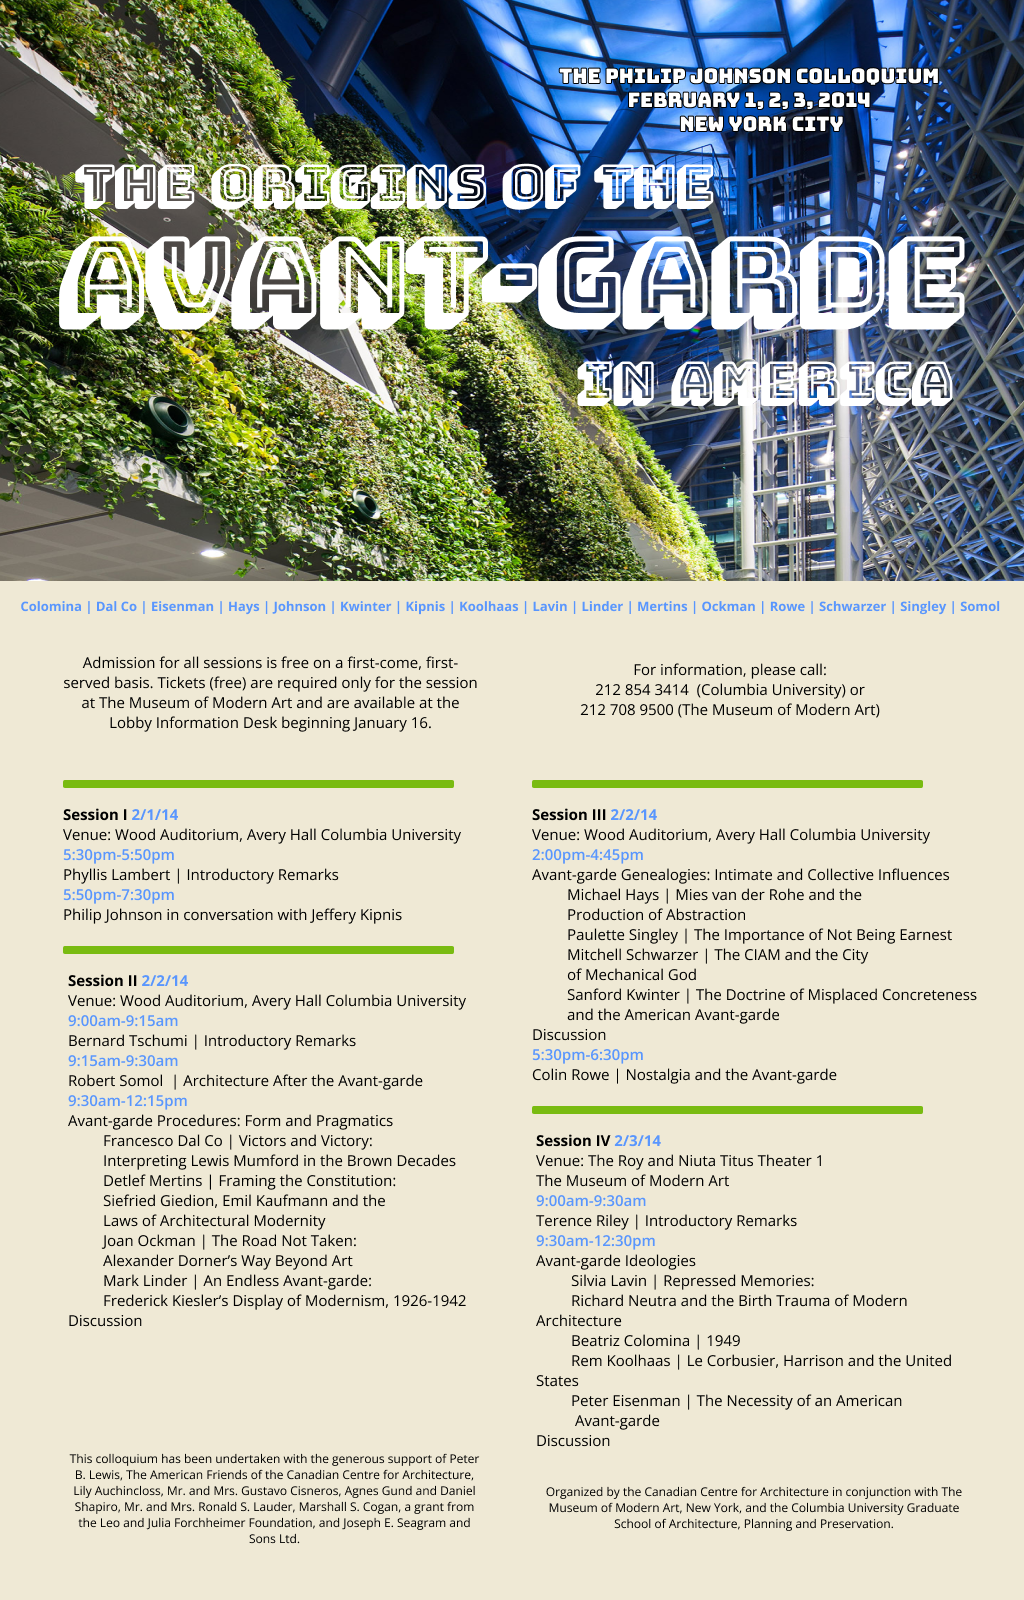 THE PHILIP JOHNSON COLLOQUIUM
FEBRUARY 1, 2, 3, 2014
NEW YORK CITY
THE ORIGINS OF THE
AVANT-GARDE
IN AMERICA
Colomina | Dal Co | Eisenman | Hays | Johnson | Kwinter | Kipnis | Koolhaas | Lavin | Linder | Mertins | Ockman | Rowe | Schwarzer | Singley | Somol
Admission for all sessions is free on a first-come, first-
served basis. Tickets (free) are required only for the session
at The Museum of Modern Art and are available at the
Lobby Information Desk beginning January 16.
For information, please call:
212 854 3414 (Columbia University) or
212 708 9500 (The Museum of Modern Art)
Session I 2/1/14
Venue: Wood Auditorium, Avery Hall Columbia University
5:30pm-5:50pm
Phyllis Lambert | Introductory Remarks
5:50pm-7:30pm
Philip Johnson in conversation with Jeffery Kipnis
Session II 2/2/14
Venue: Wood Auditorium, Avery Hall Columbia University
9:00am-9:15am
Bernard Tschumi | Introductory Remarks
9:15am-9:30am
Robert Somol | Architecture After the Avant-garde
9:30am-12:15pm
Avant-garde Procedures: Form and Pragmatics
Francesco Dal Co | Victors and Victory:
Interpreting Lewis Mumford in the Brown Decades
Detlef Mertins | Framing the Constitution:
Siefried Giedion, Emil Kaufmann and the
Laws of Architectural Modernity
Joan Ockman | The Road Not Taken:
Alexander Dorner's Way Beyond Art
Mark Linder | An Endless Avant-garde:
Frederick Kiesler's Display of Modernism, 1926-1942
Discussion
This colloquium has been undertaken with the generous support of Peter
B. Lewis, The American Friends of the Canadian Centre for Architecture,
Lily Auchincloss, Mr. and Mrs. Gustavo Cisneros, Agnes Gund and Daniel
Shapiro, Mr. and Mrs. Ronald S. Lauder, Marshall S. Cogan, a grant from
the Leo and Julia Forchheimer Foundation, and Joseph E. Seagram and
Sons Ltd.
Session III 2/2/14
Venue: Wood Auditorium, Avery Hall Columbia University
2:00pm-4:45pm
Avant-garde Genealogies: Intimate and Collective Influences
Michael Hays | Mies van der Rohe and the
Production of Abstraction
Paulette Singley | The Importance of Not Being Earnest
Mitchell Schwarzer | The CIAM and the City
of Mechanical God
Sanford Kwinter | The Doctrine of Misplaced Concreteness
and the American Avant-garde
Discussion
5:30pm-6:30pm
Colin Rowe | Nostalgia and the Avant-garde
Session IV 2/3/14
Venue: The Roy and Niuta Titus Theater 1
The Museum of Modern Art
9:00am-9:30am
Terence Riley | Introductory Remarks
9:30am-12:30pm
Avant-garde Ideologies
Silvia Lavin | Repressed Memories:
Richard Neutra and the Birth Trauma of Modern
Architecture
Beatriz Colomina | 1949
Rem Koolhaas | Le Corbusier, Harrison and the United
States
Peter Eisenman | The Necessity of an American
Avant-garde
Discussion
Organized by the Canadian Centre for Architecture in conjunction with The
Museum of Modern Art, New York, and the Columbia University Graduate
School of Architecture, Planning and Preservation.